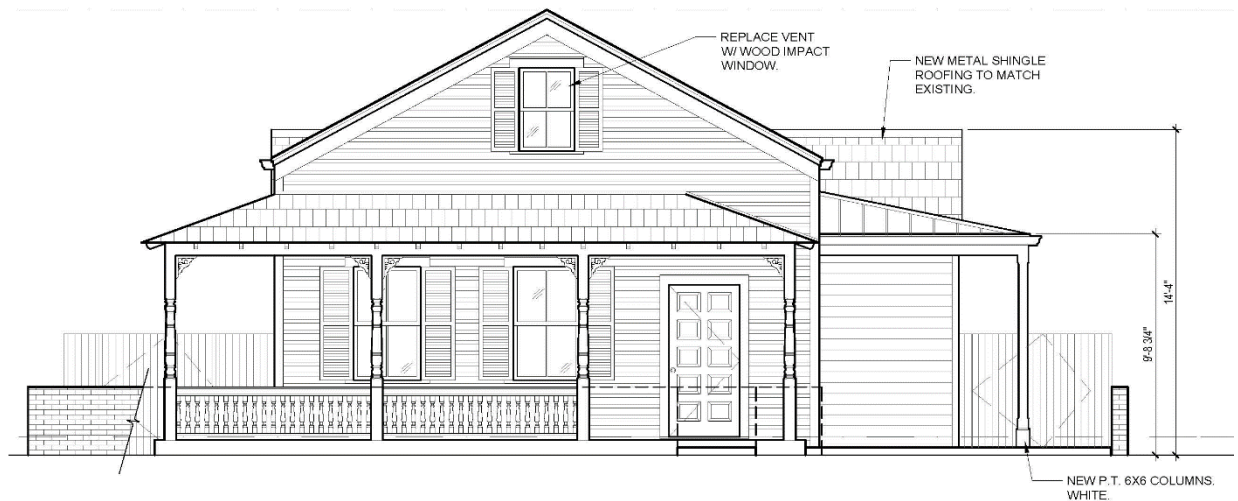 REPLACE VENT
W/ WOOD IMPACT
WINDOW.
NEW METAL SHINGLE
ROOFING TO MATCH
EXISTING.
14'-4"
9'-8 3/4"
NEW P.T. 6X6 COLUMNS.
WHITE.